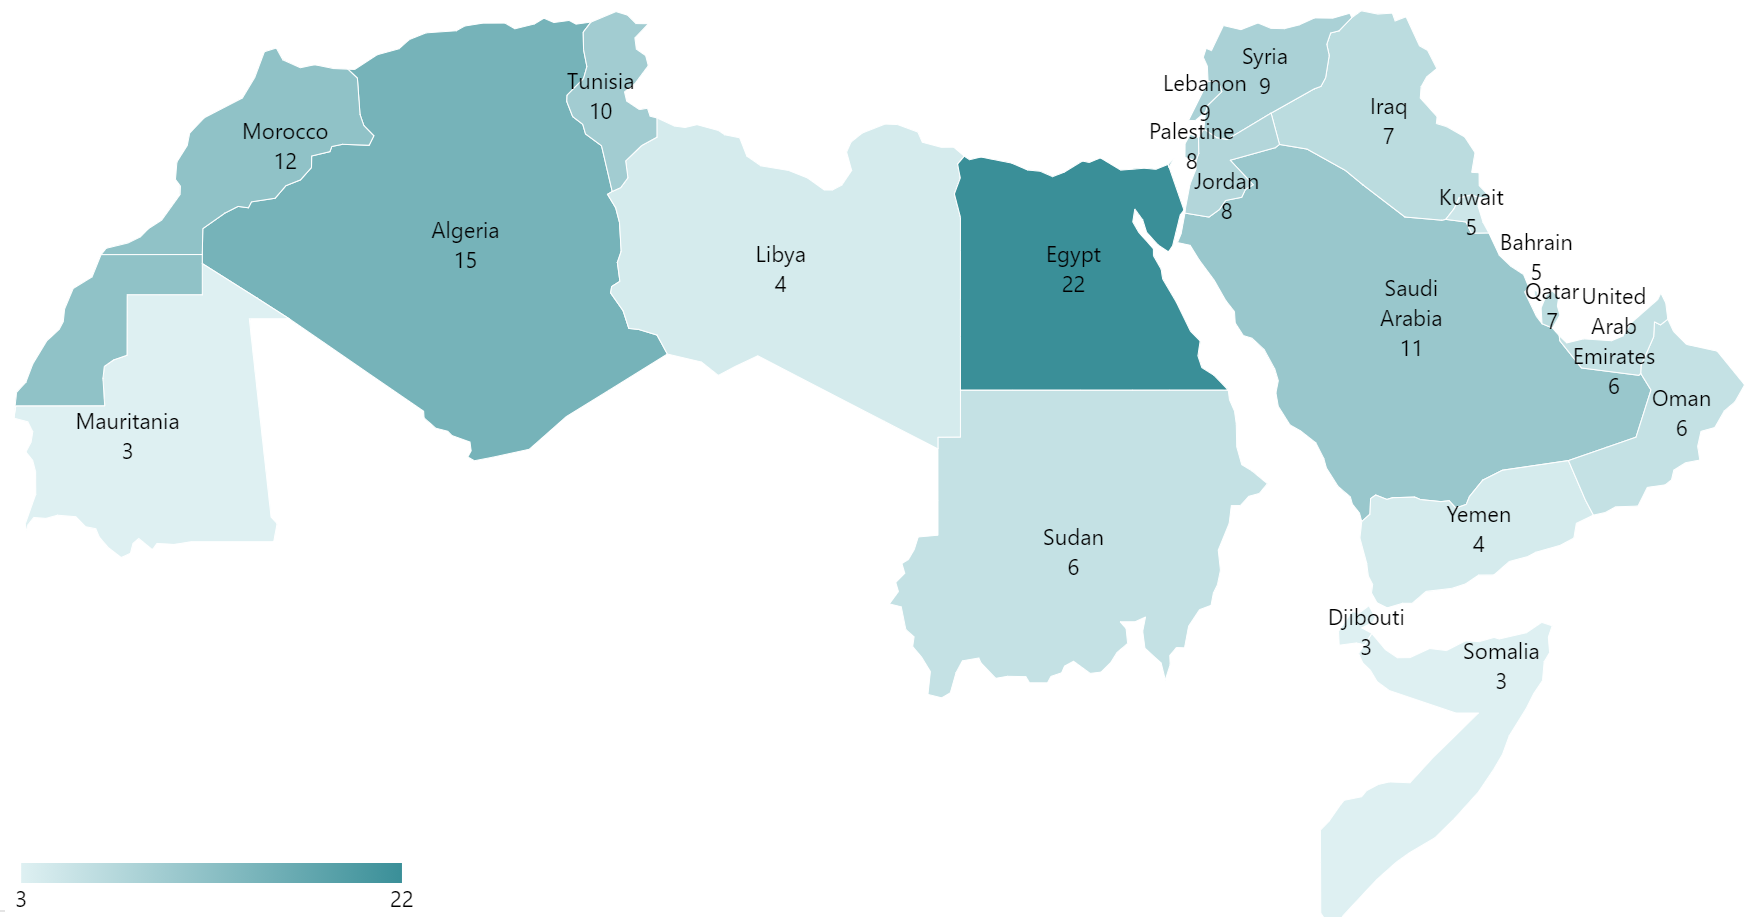 Syria
9
Tunisia
10
Lebanon
9
Iraq
7
Morocco
12
Palestine
8
Jordan
8
Kuwait
5
Algeria
15
Libya
4
Egypt
22
Bahrain
5
Saudi
Arabia
11
Qatar
7
United
Arab
Emirates
6
Oman
6
Mauritania
3
Yemen
4
Sudan
6
Djibouti
3
Somalia
3
3
22